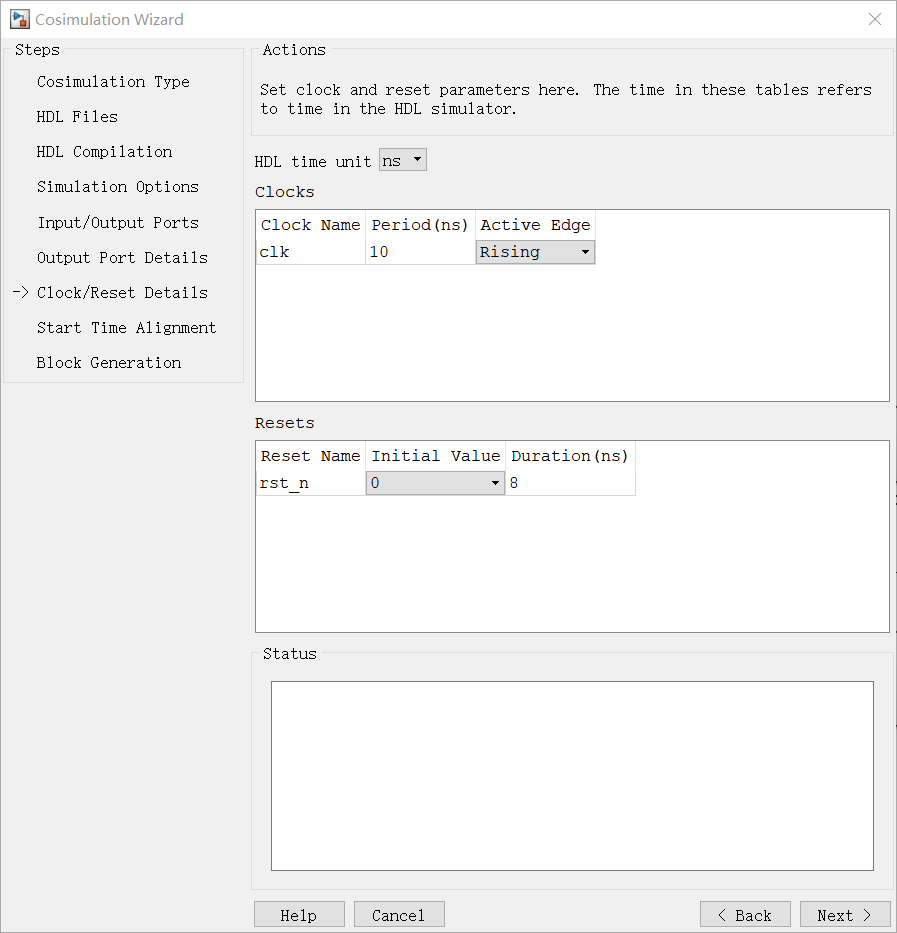 Cosimulation Wizard
Steps
Cosimulation Type
HDL Files
HDL Compilation
Simulation Options
Input/Output Ports
Output Port Details
-> Clock/Reset Details
Start Time Alignment
Block Generation
Actions
Set clock and reset parameters here. The time in these tables refers
to time in the HDL simulator.
HDL time unit ns
Clocks
Clock Name Period(ns) Active Edge
clk 10 Rising
Resets
Reset Name Initial Value Duration(ns)
rst_n 0 8
Status
Help Cancel < Back Next >